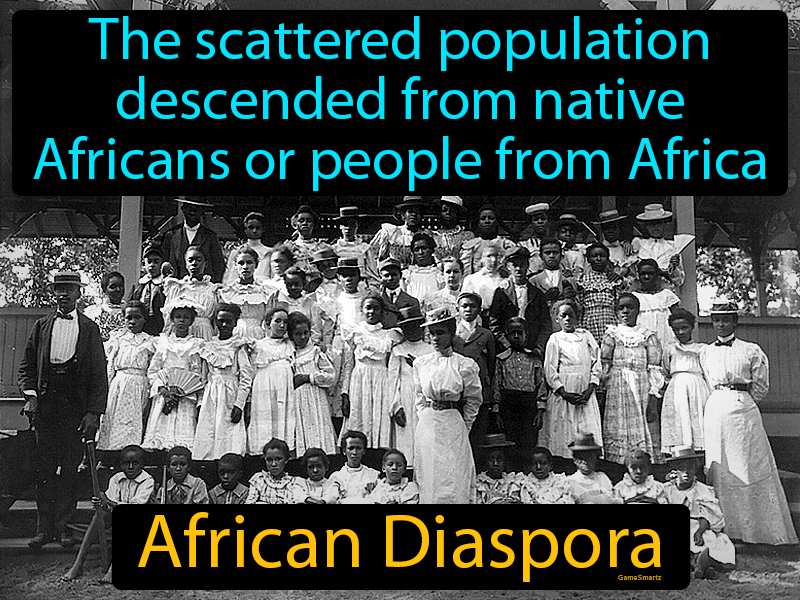 The scattered population
descended from native
Africans or people from Africa
African Diaspora
GameSmartz